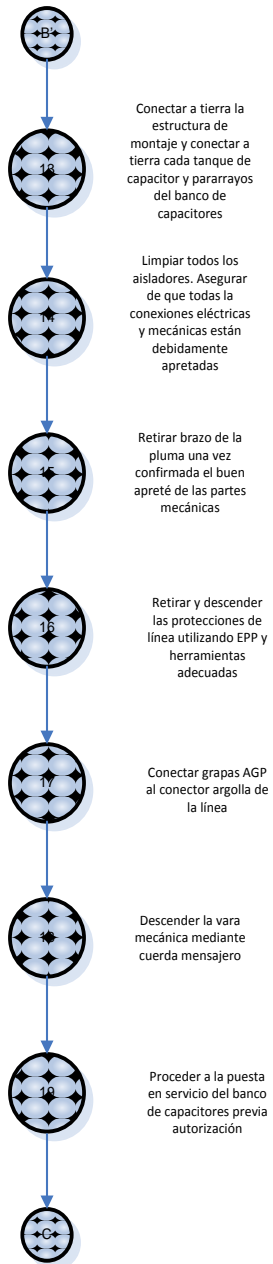 B'
Conectar a tierra la
estructura de
montaje y conectar a
tierra cada tanque de
capacitor y pararrayos
del banco de
capacitores
13
Limpiar todos los
aisladores. Asegurar
de que todas la
conexiones eléctricas
y mecánicas están
debidamente
apretadas
14
Retirar brazo de la
pluma una vez
confirmada el buen
apreté de las partes
mecánicas
15
Retirar y descender
las protecciones de
línea utilizando EPP y
herramientas
adecuadas
16
Conectar grapas AGP
al conector argolla de
la línea
17
Descender la vara
mecánica mediante
cuerda mensajero
18
Proceder a la puesta
en servicio del banco
de capacitores previa
autorización
19
C